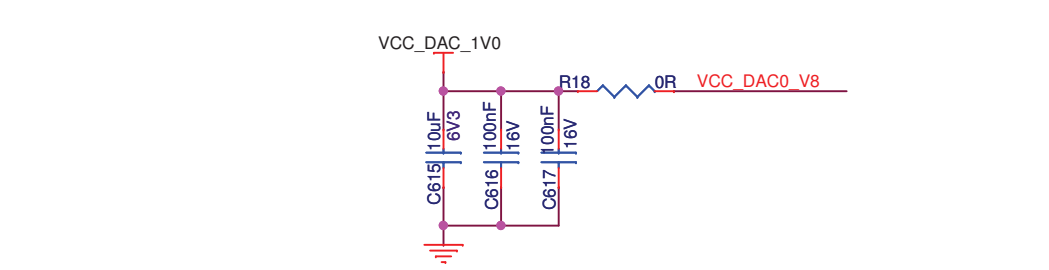 VCC_DAC_1V0
R18
0R
VCC_DAC0_V8
C615
10uF
6V3
C616
100nF
16V
C617
100nF
16V